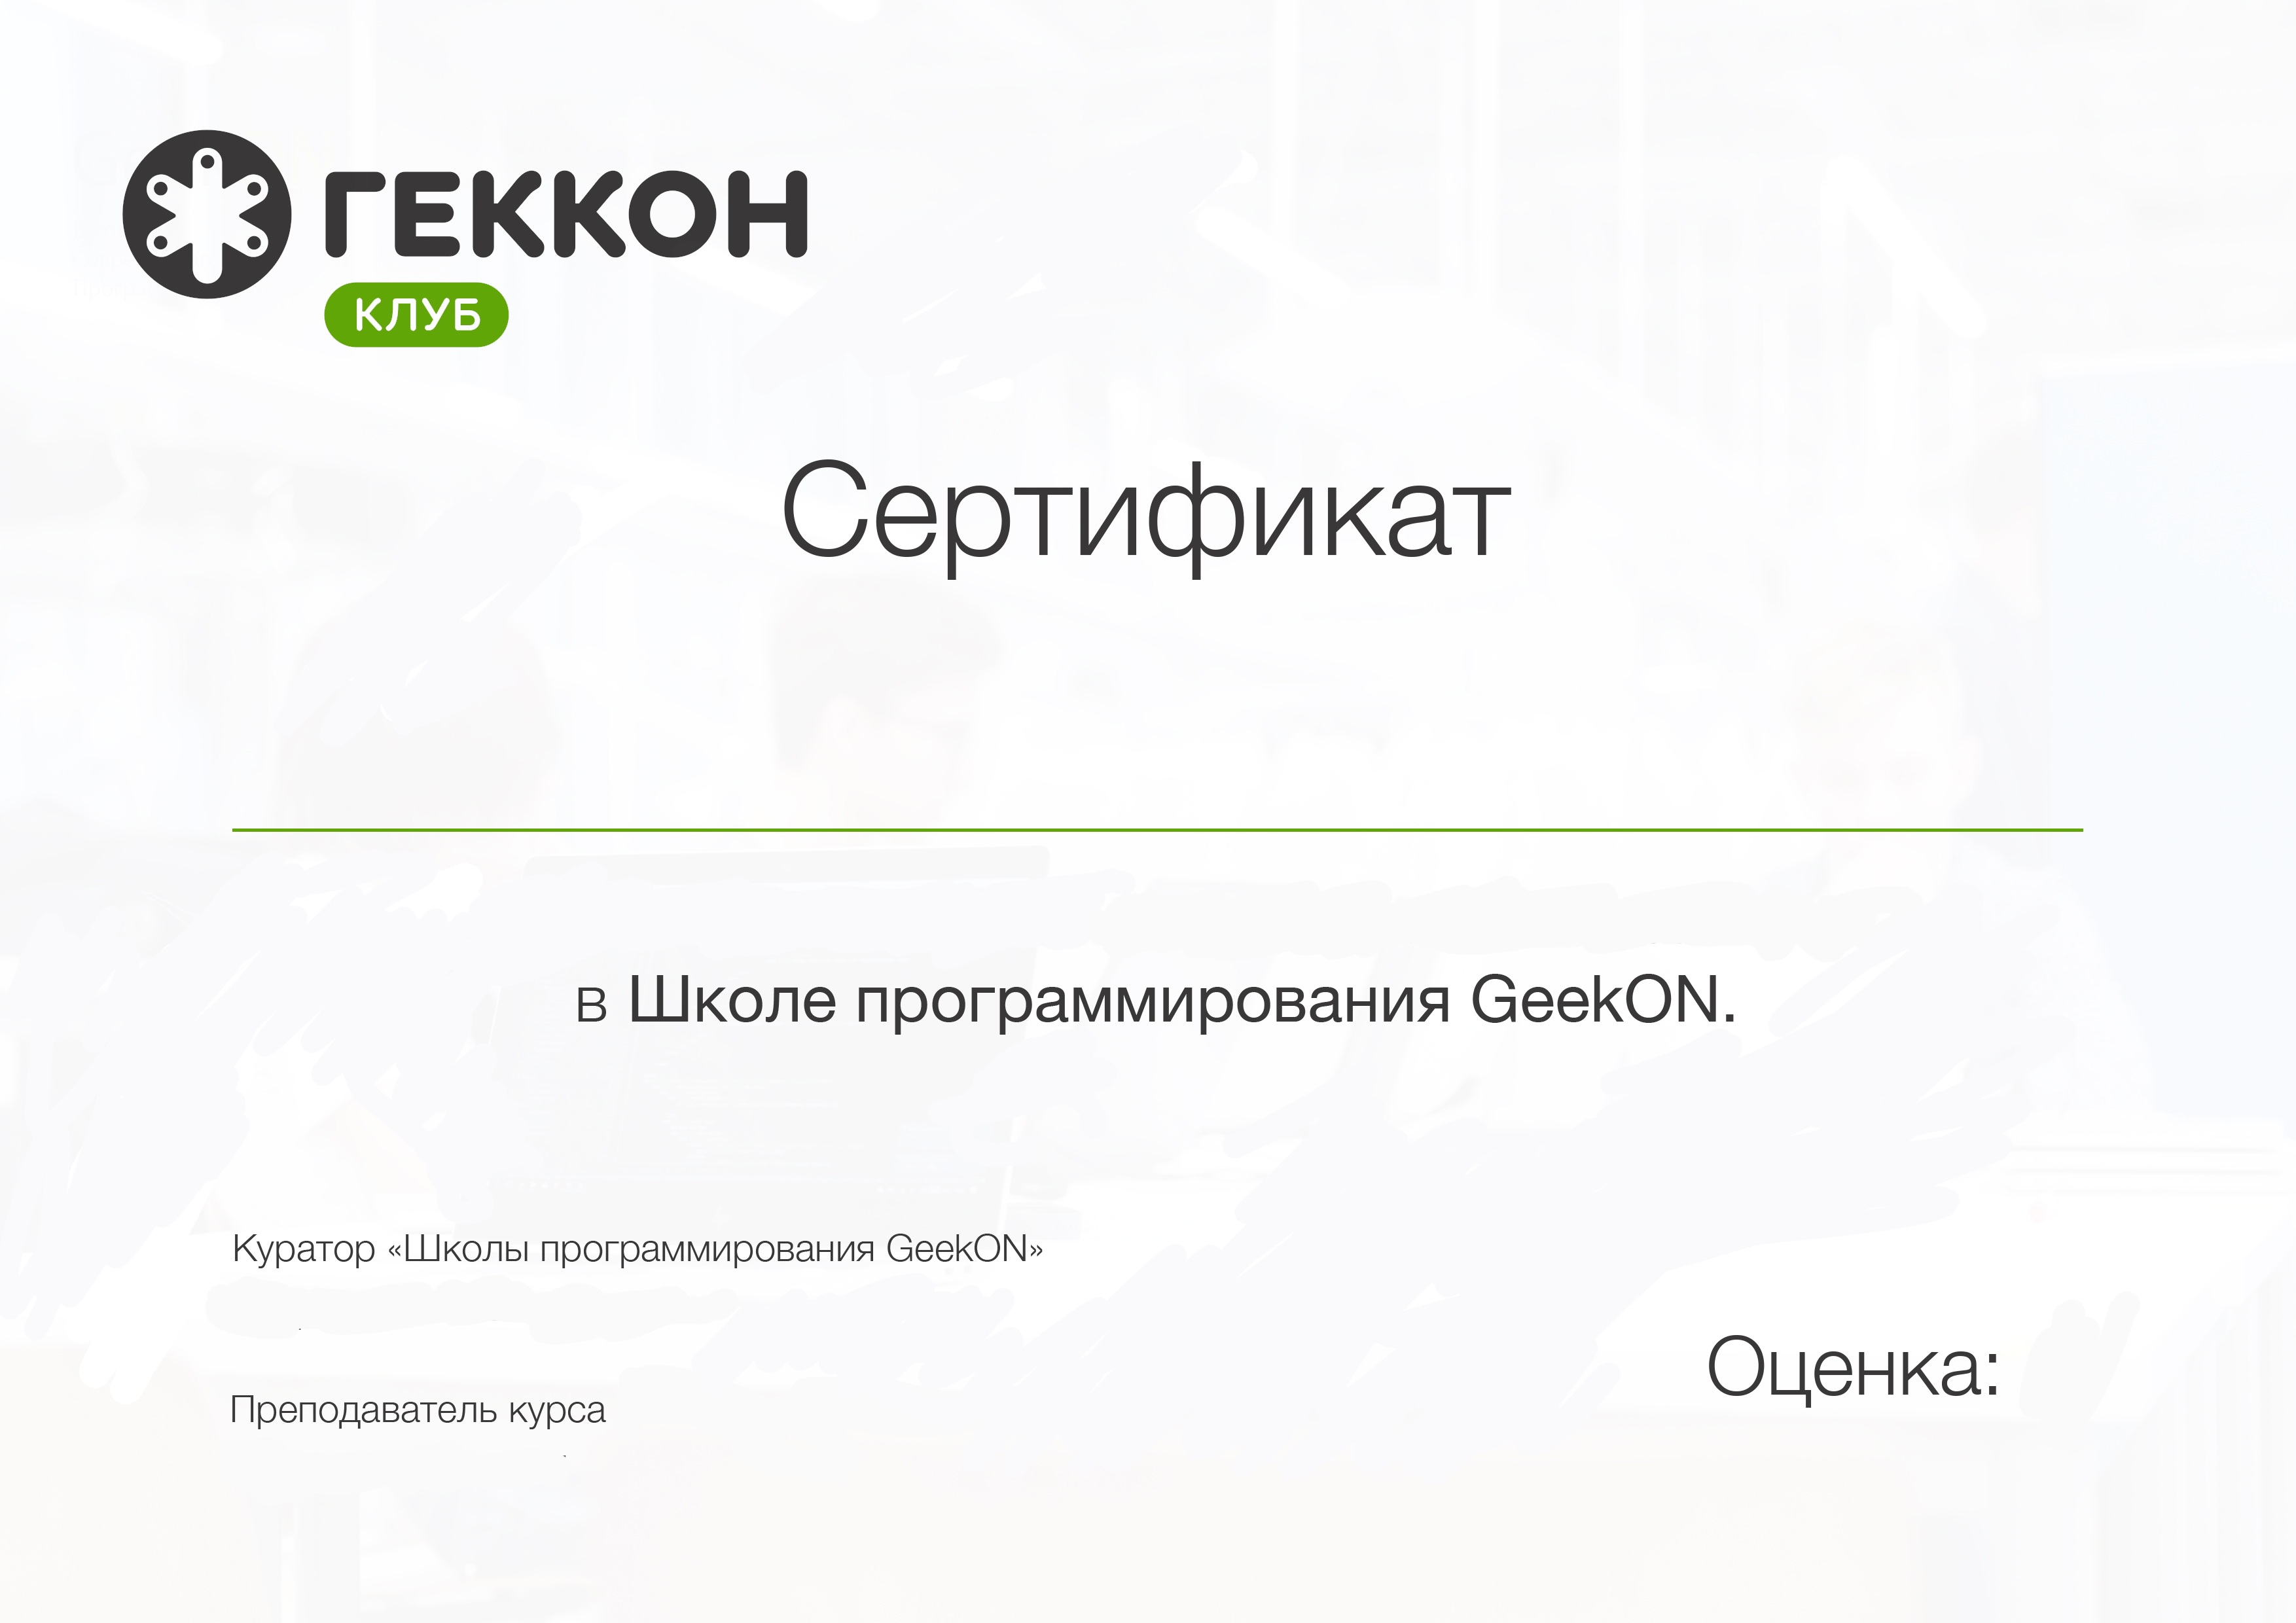 ГЕККОН
КЛУБ
Сертификат
в Школе программирования GeekON.
Куратор «Школы программирования GeekON»
Оценка:
Преподаватель курса